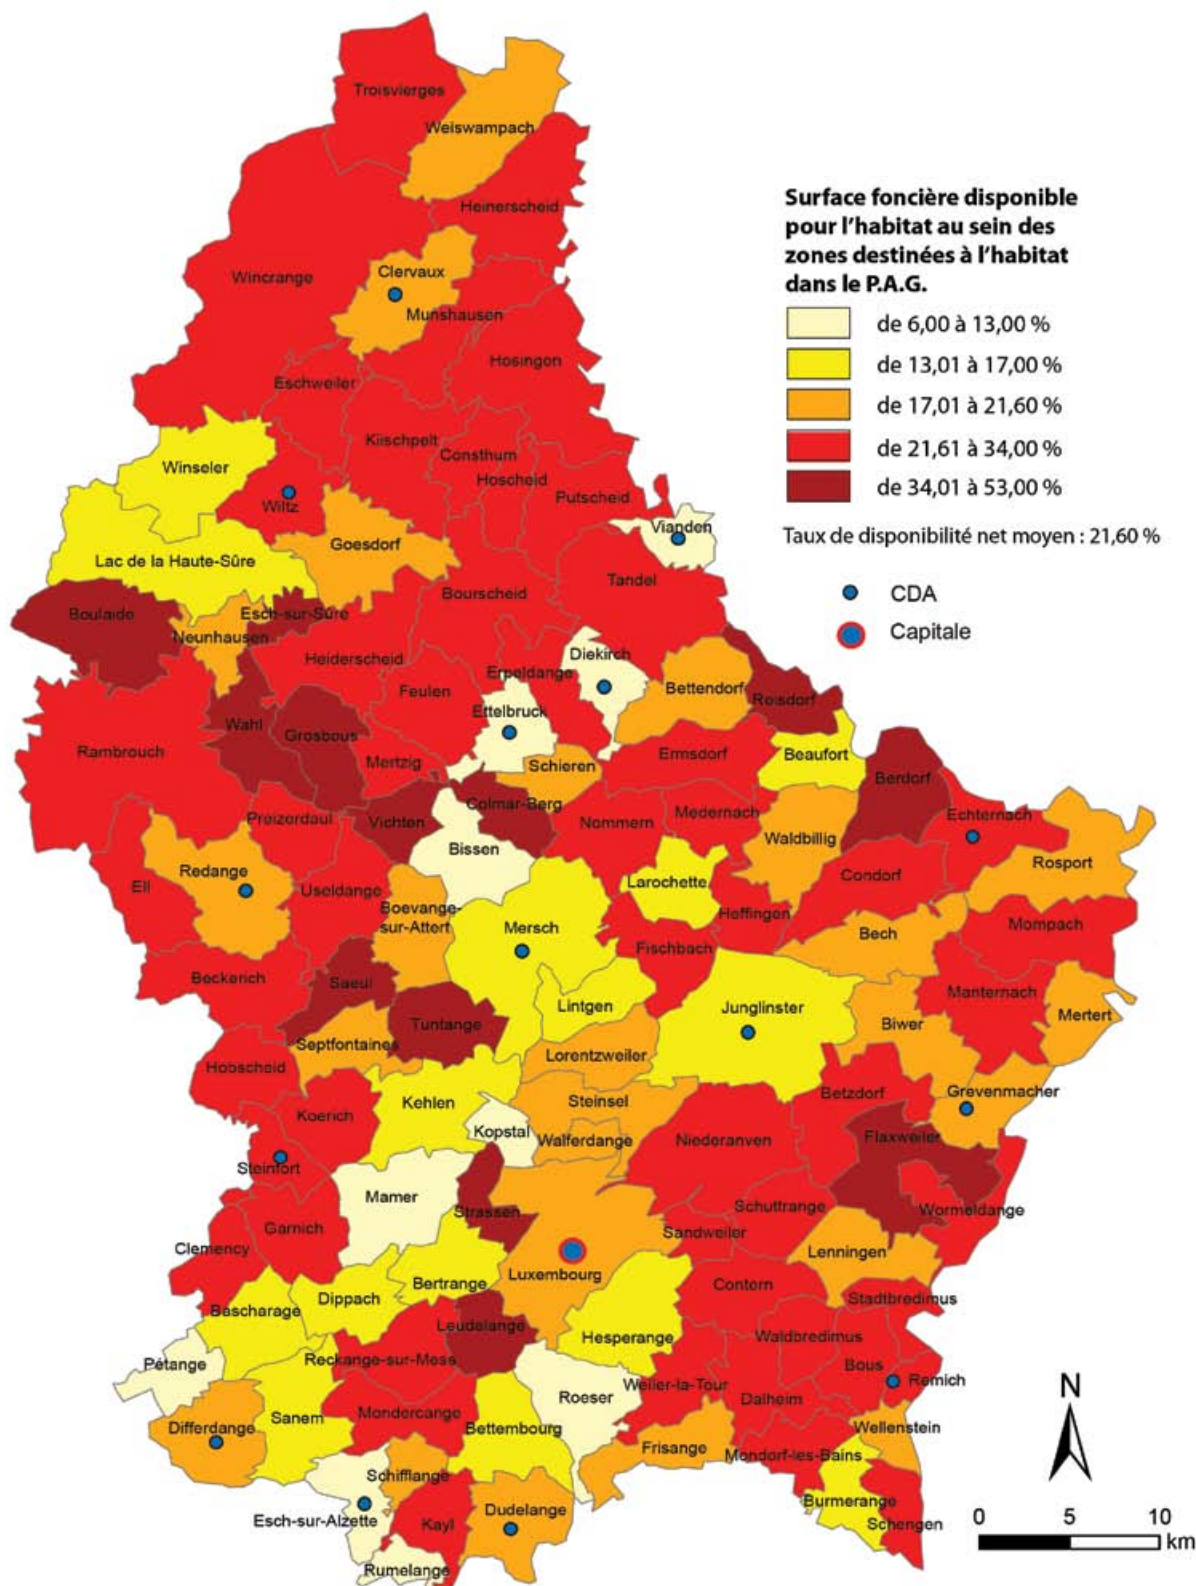 Troisvierges
Weiswampach
Heinerscheid
Surface foncière disponible
pour l'habitat au sein des
zones destinées à l'habitat
dans le P.A.G.
de 6,00 à 13,00 %
de 13,01 à 17,00 %
de 17,01 à 21,60 %
de 21,61 à 34,00 %
de 34,01 à 53,00 %
Taux de disponibilité net moyen : 21,60 %
CDA
Capitale
Wincrange
Clervaux
Munshausen
Hosingen
Eschweiler
Kiischpelt
Consthum
Hoscheid
Putscheid
Winseler
Wiltz
Vianden
Goesdorf
Lac de la Haute-Sûre
Tandel
Bourscheid
Boulaide
Esch-sur-Sûre
Neunhausen
Heiderscheid
Diekirch
Erpeldange
Feulen
Bettendorf
Reisdorf
Ettelbruck
Wahl
Grosbous
Rambrouch
Mertzig
Schieren
Ermsdorf
Beaufort
Berdorf
Colmar-Berg
Preizerdaul
Vichten
Nommern
Medernach
Echternach
Waldbillig
Bissen
Rosport
Redange
Ell
Useldange
Larochette
Condorf
Boevange-
sur-Attert
Heffingen
Mersch
Mompach
Bech
Fischbach
Beckerich
Saeul
Manternach
Lintgen
Junglinster
Mertert
Tuntange
Biwer
Septfontaines
Lorentzweiler
Hobscheid
Betzdorf
Grevenmacher
Kehlen
Steinsel
Koerich
Kopstal
Walferdange
Niederanven
Flaxweiler
Steinfort
Mamer
Strassen
Schuttrange
Wormeldange
Garnich
Sandweiler
Clemency
Lenningen
Luxembourg
Bertrange
Contern
Dippach
Stadtbredimus
Bascharage
Leudelange
Hesperange
Waldbredimus
Reckange-sur-Mess
Pétange
Bous
Remich
Weiler-la-Tour
Roeser
Dalheim
Sanem
Mondercange
Differdange
Bettembourg
Wellenstein
Frisange
Mondorf-les-Bains
Schifflange
Burmerange
Dudelange
Esch-sur-Alzette
Kayl
Schengen
Rumelange
N
0 5 10
km